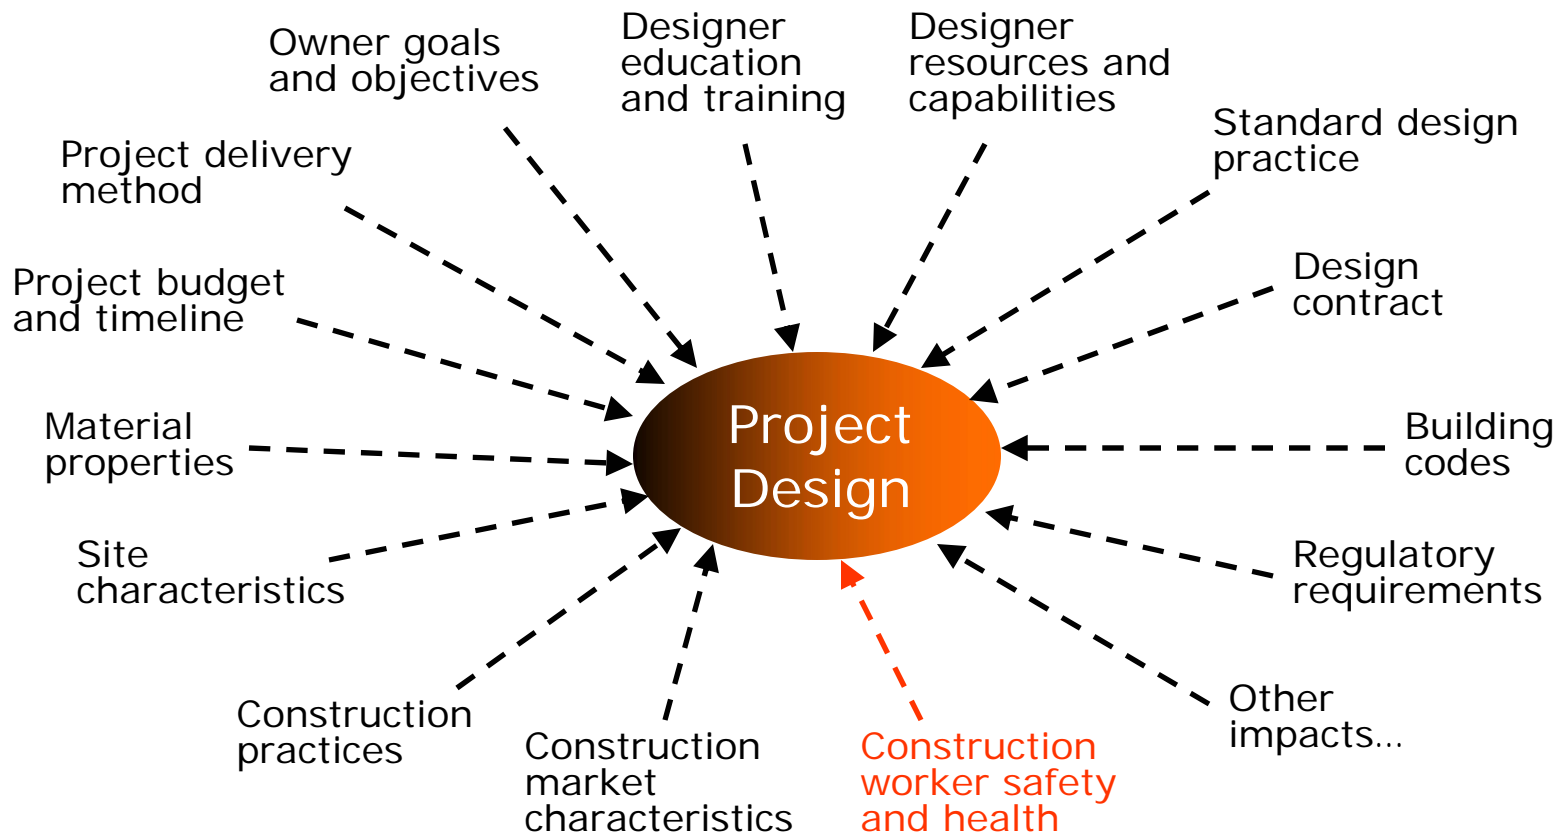 Owner goals
and objectives
Designer
education
and training
Designer
resources and
capabilities
Standard design
practice
Project delivery
method
Design
contract
Project budget
and timeline
Project
Design
Material
properties
Building
codes
Site
characteristics
Regulatory
requirements
Construction
practices
Construction
market
characteristics
Construction
worker safety
and health
Other
impacts...